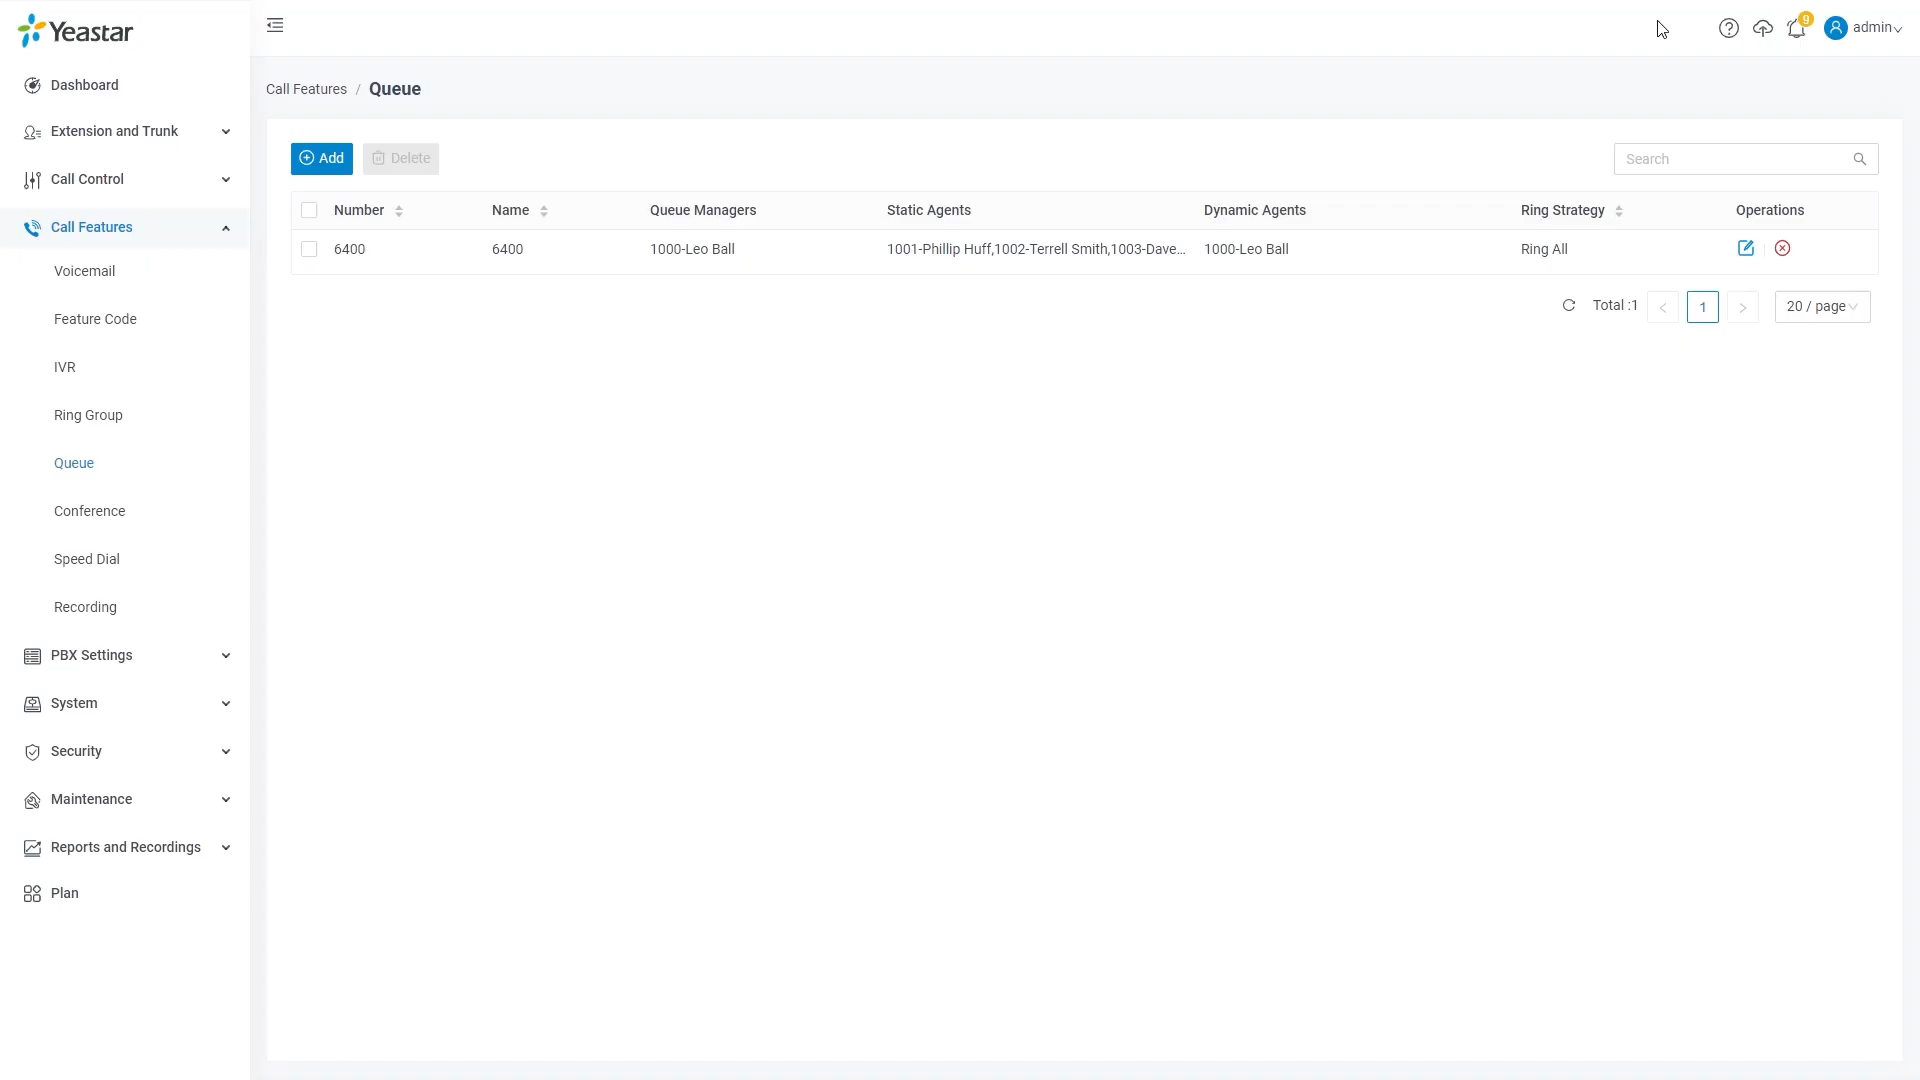 Yeastar
9
admin
Dashboard
Extension and Trunk
Call Control
Call Features
Voicemail
Feature Code
IVR
Ring Group
Queue
Conference
Speed Dial
Recording
PBX Settings
System
Security
Maintenance
Reports and Recordings
Plan
Call Features / Queue
Add Delete Search
Number Name Queue Managers Static Agents Dynamic Agents Ring Strategy Operations
6400 6400 1000-Leo Ball 1001-Phillip Huff,1002-Terrell Smith,1003-Dave... 1000-Leo Ball Ring All
Total :1 < 1 > 20 / page